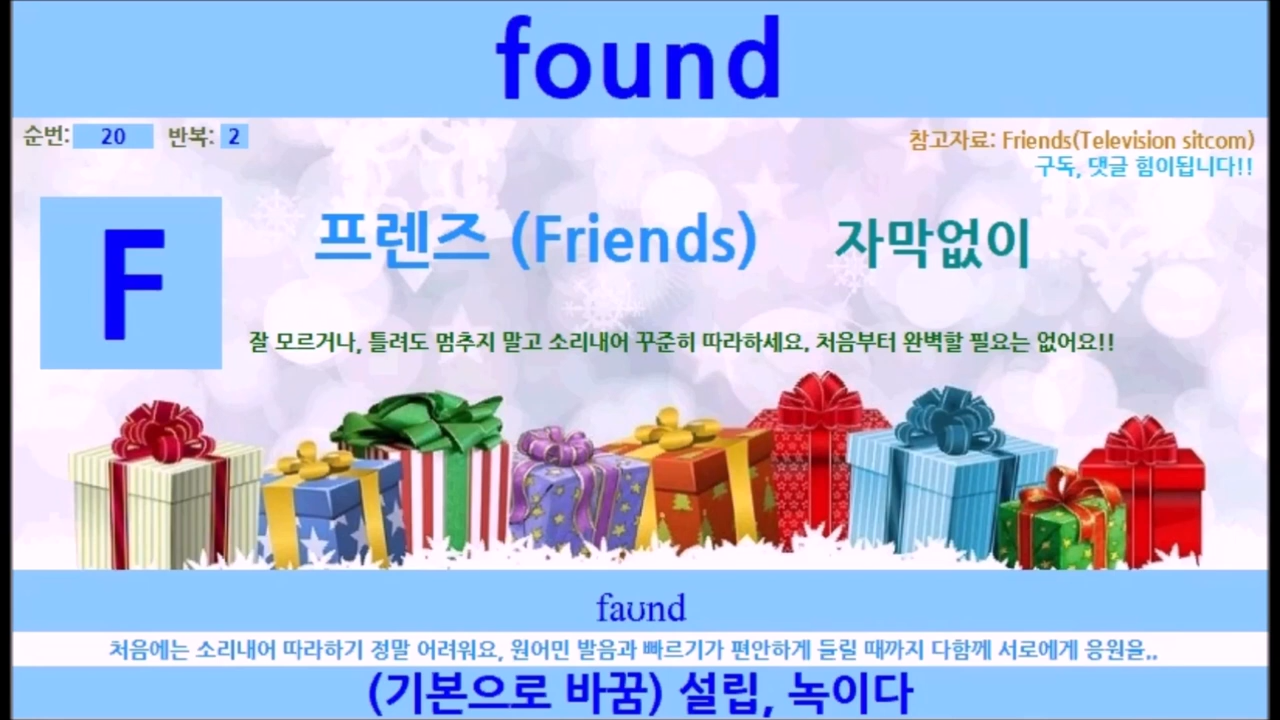 found
순번: 20 반복: 2
참고자료: Friends(Television sitcom)
구독, 댓글 힘이됩니다!!
F
프렌즈 (Friends) 자막없이
잘 모르거나, 틀려도 멈추지 말고 소리내어 꾸준히 따라하세요, 처음부터 완벽할 필요는 없어요!!
faʊnd
처음에는 소리내어 따라하기 정말 어려워요, 원어민 발음과 빠르기가 편안하게 들릴 때까지 다함께 서로에게 응원을,,
(기본으로 바꿈) 설립, 녹이다